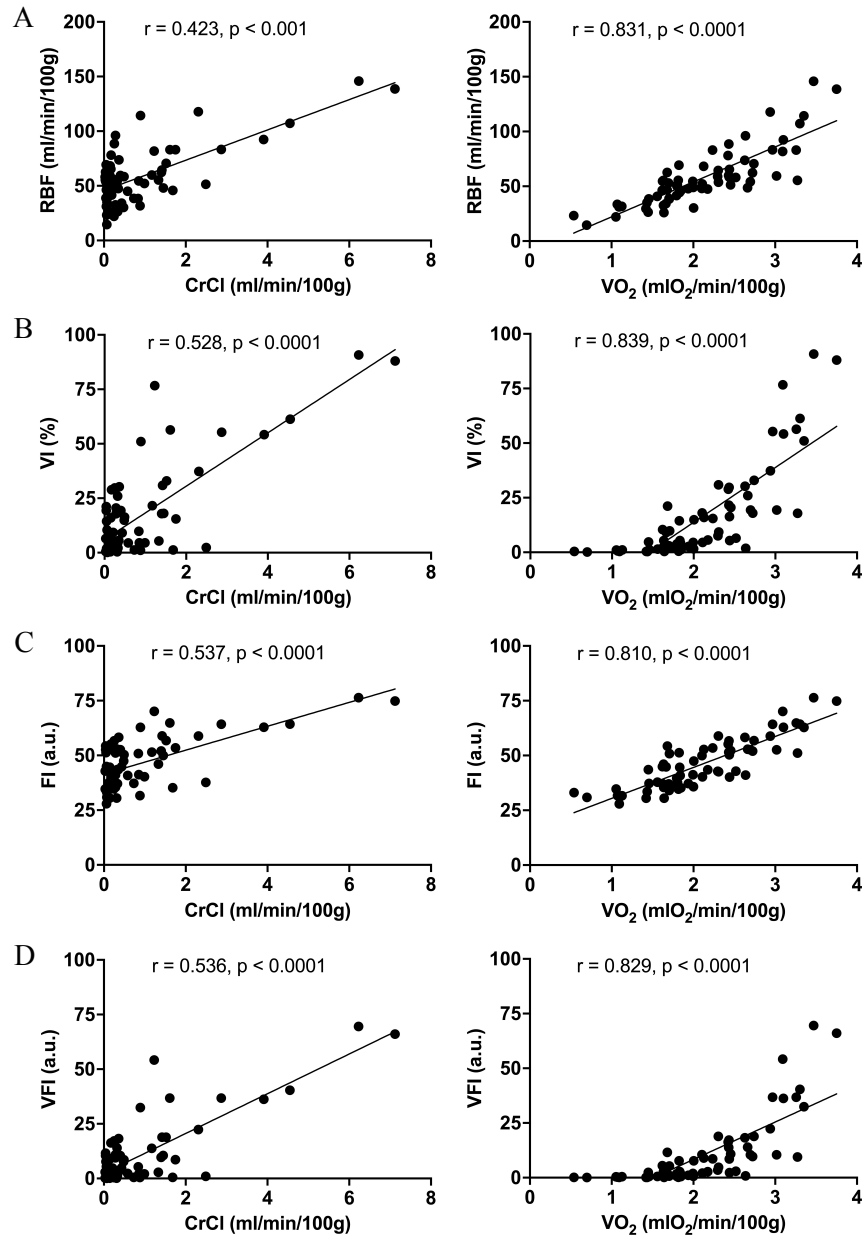 A
r = 0.423, p < 0.001
r = 0.831, p < 0.0001
RBF (ml/min/100g)
200
150
100
50
0
0 2 4 6 8
CrCl (ml/min/100g)
RBF (ml/min/100g)
200
150
100
50
0
0 1 2 3 4
VO₂ (mlO₂/min/100g)
B
r = 0.528, p < 0.0001
r = 0.839, p < 0.0001
VI (%)
100
75
50
25
0
0 2 4 6 8
CrCl (ml/min/100g)
VI (%)
100
75
50
25
0
0 1 2 3 4
VO₂ (mlO₂/min/100g)
C
r = 0.537, p < 0.0001
r = 0.810, p < 0.0001
FI (a.u.)
100
75
50
25
0
0 2 4 6 8
CrCl (ml/min/100g)
FI (a.u.)
100
75
50
25
0
0 1 2 3 4
VO₂ (mlO₂/min/100g)
D
r = 0.536, p < 0.0001
r = 0.829, p < 0.0001
VFI (a.u.)
100
75
50
25
0
0 2 4 6 8
CrCl (ml/min/100g)
VFI (a.u.)
100
75
50
25
0
0 1 2 3 4
VO₂ (mlO₂/min/100g)